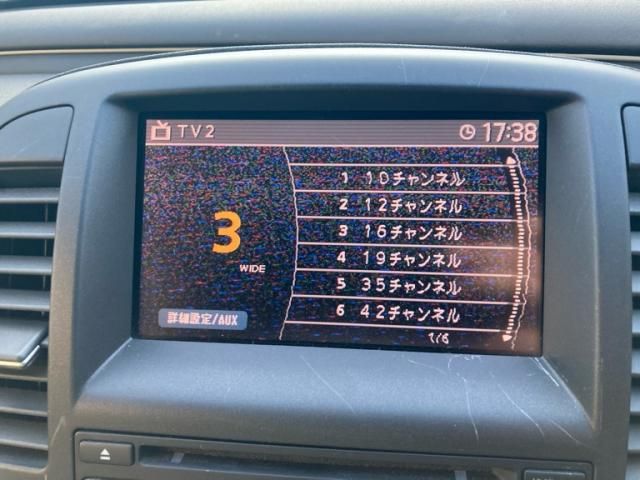 TV2
17:38
3
WIDE
詳細設定/AUX
1 10チャンネル
2 12チャンネル
3 16チャンネル
4 19チャンネル
5 35チャンネル
6 42チャンネル
1/6